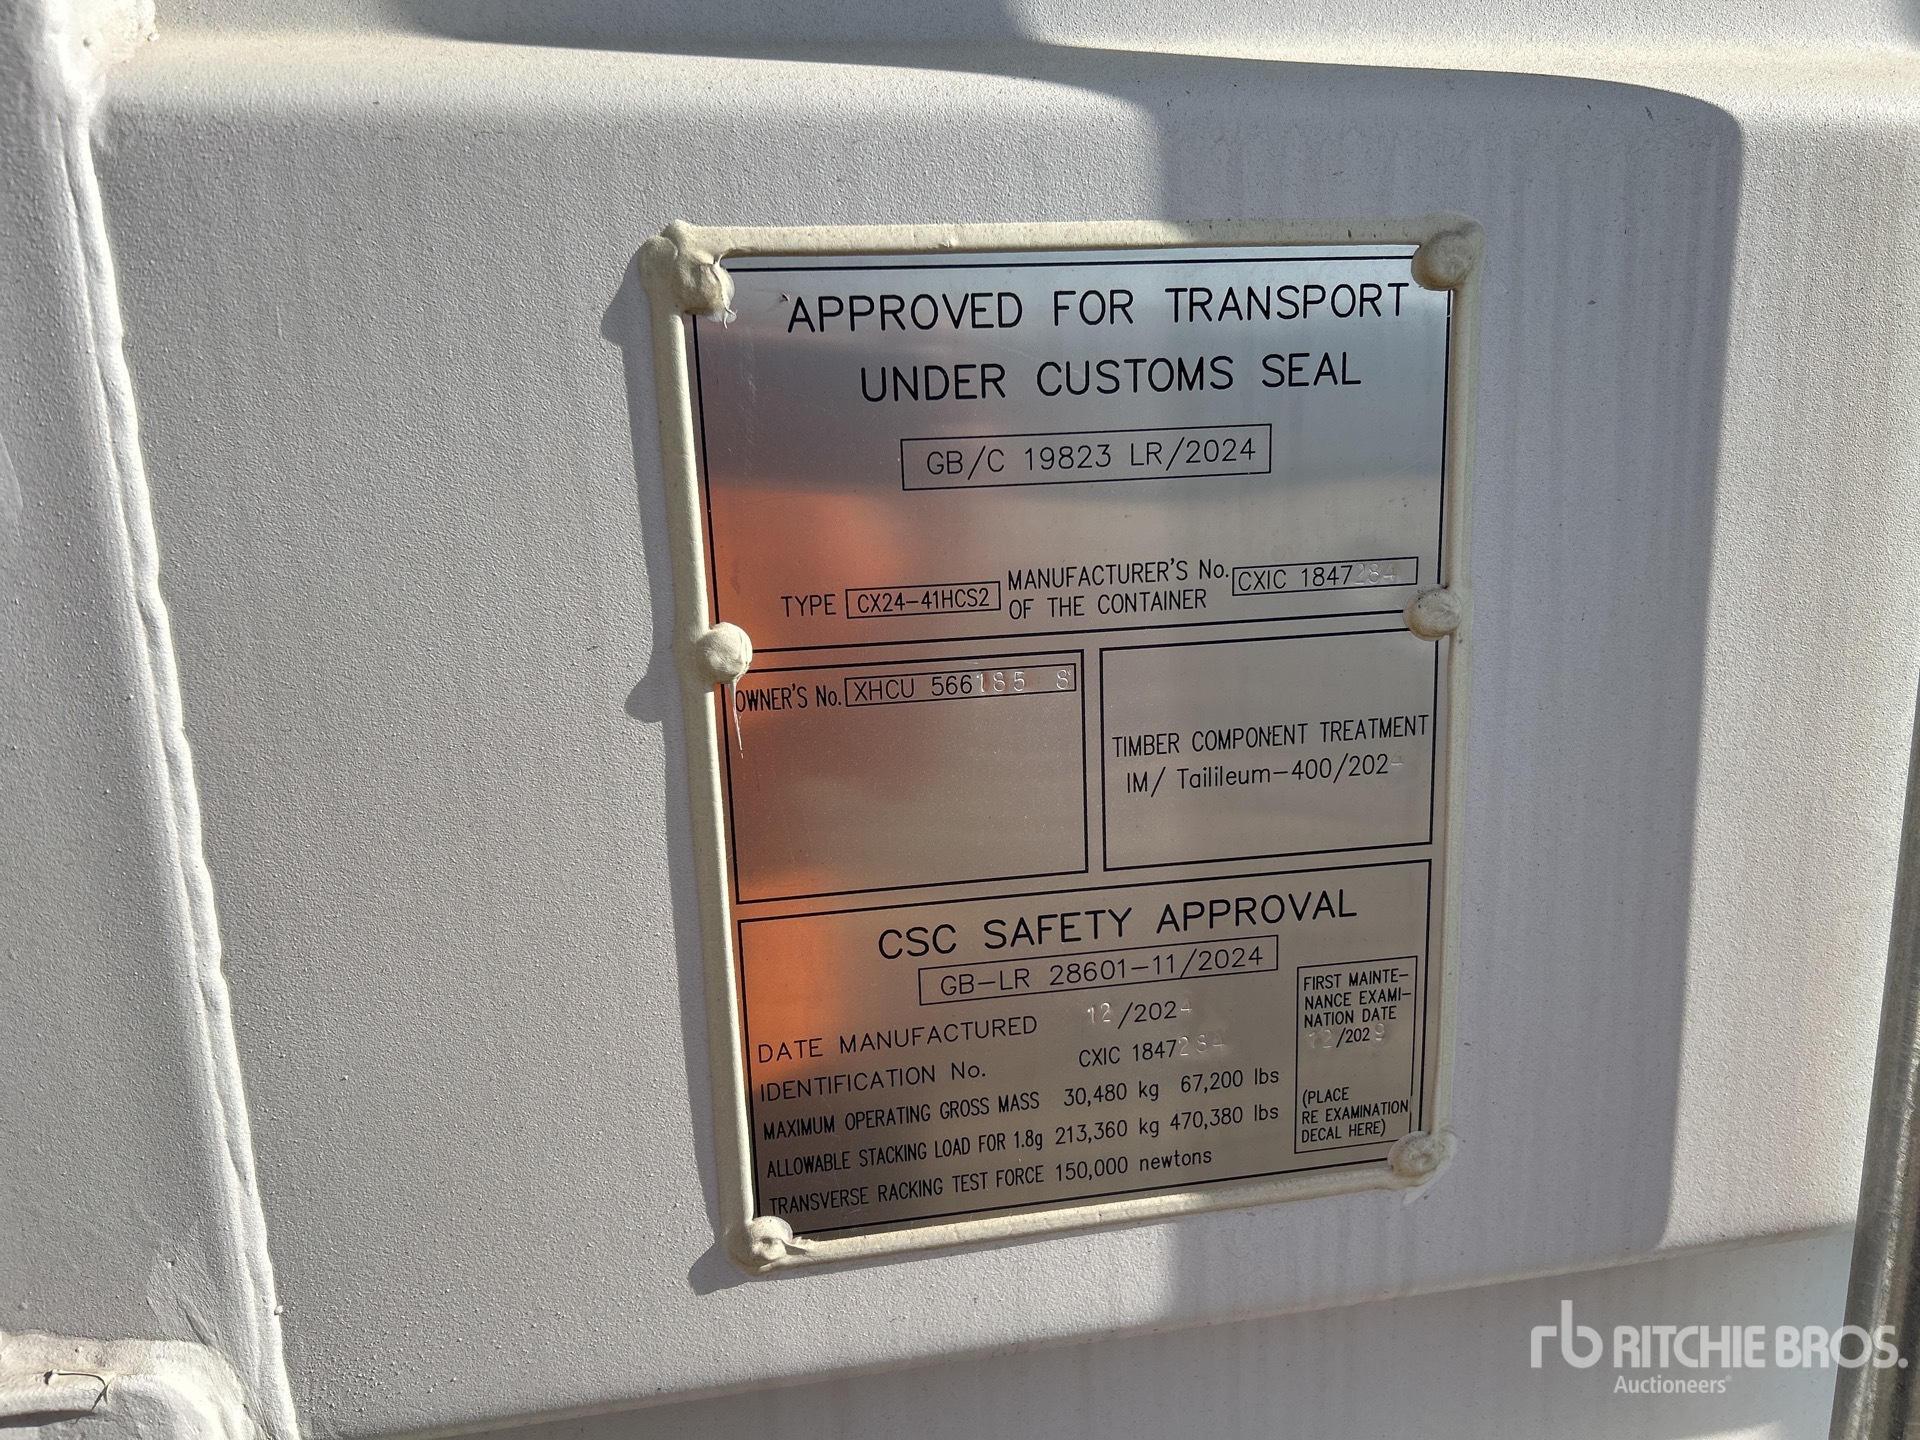 APPROVED FOR TRANSPORT
UNDER CUSTOMS SEAL
GB/C 19823 LR/2024
TYPE CX24-41HCS2 MANUFACTURER'S No. OF THE CONTAINER CXIC 1847284
OWNER'S No. XHCU 566185 8
TIMBER COMPONENT TREATMENT
IM/ Tailileum-400/2024
CSC SAFETY APPROVAL
GB-LR 28601-11/2024
DATE MANUFACTURED 12/2024
IDENTIFICATION No. CXIC 1847284
MAXIMUM OPERATING GROSS MASS 30,480 kg 67,200 lbs
ALLOWABLE STACKING LOAD FOR 1.8g 213,360 kg 470,380 lbs
TRANSVERSE RACKING TEST FORCE 150,000 newtons
FIRST MAINTE-
NANCE EXAMI-
NATION DATE
12/2029
(PLACE
RE EXAMINATION
DECAL HERE)
rb RITCHIE BROS.
Auctioneers